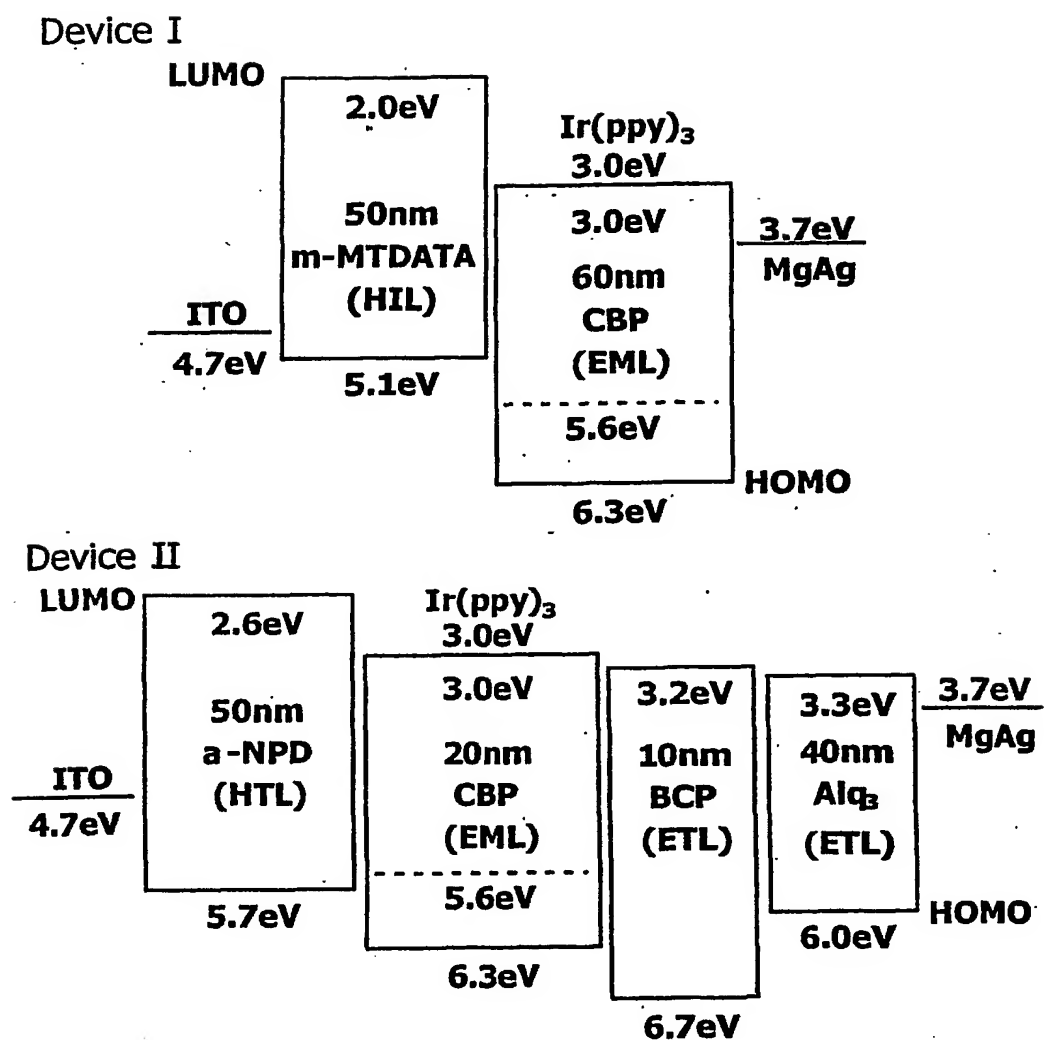 Device I
LUMO
2.0eV
Ir(ppy)₃
3.0eV
50nm
m-MTDATA
(HIL)
3.0eV
60nm
CBP
(EML)
3.7eV
MgAg
ITO
4.7eV
5.1eV
5.6eV
HOMO
6.3eV
Device II
LUMO
2.6eV
Ir(ppy)₃
3.0eV
50nm
a-NPD
(HTL)
3.0eV
20nm
CBP
(EML)
3.2eV
10nm
BCP
(ETL)
3.3eV
40nm
Alq₃
(ETL)
3.7eV
MgAg
ITO
4.7eV
5.7eV
5.6eV
6.3eV
6.7eV
6.0eV
HOMO